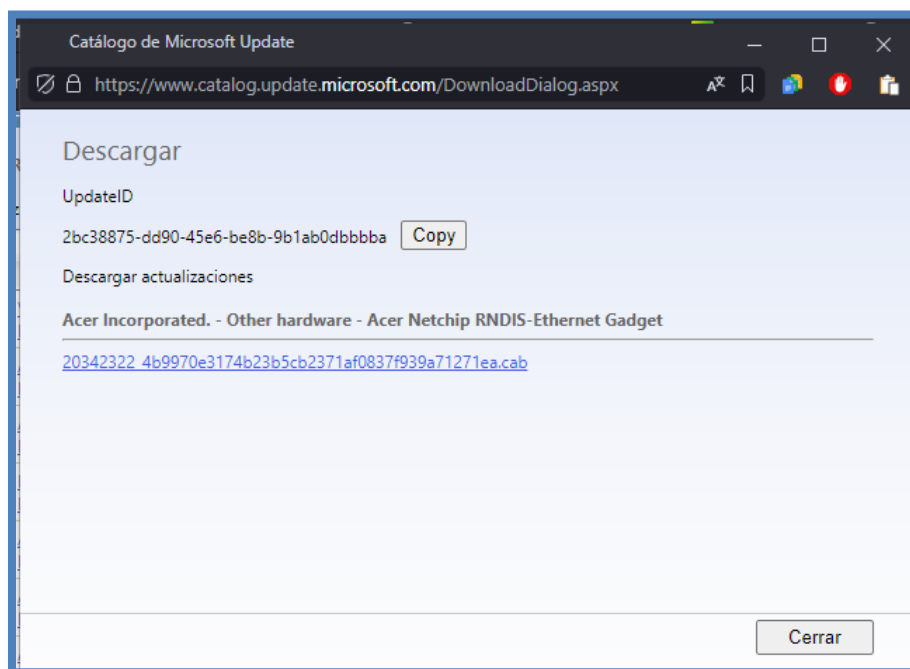 Catálogo de Microsoft Update
https://www.catalog.update.microsoft.com/DownloadDialog.aspx
Descargar
UpdateID
2bc38875-dd90-45e6-be8b-9b1ab0dbbbba Copy
Descargar actualizaciones
Acer Incorporated. - Other hardware - Acer Netchip RNDIS-Ethernet Gadget
20342322_4b9970e3174b23b5cb2371af0837f939a71271ea.cab
Cerrar